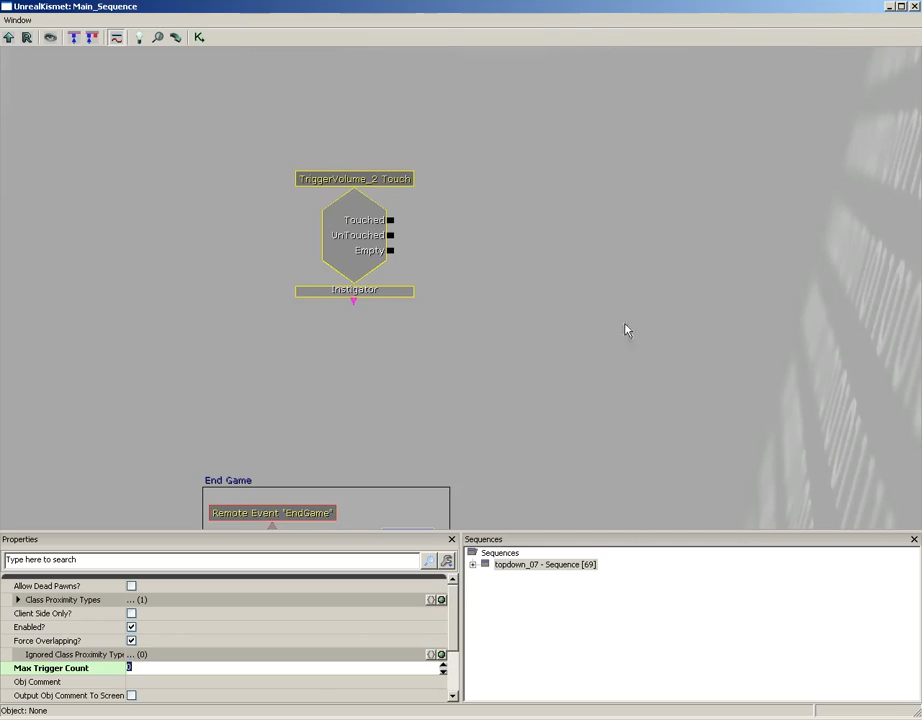 UnrealKismet: Main_Sequence
Window
TriggerVolume_2 Touch
Touched
UnTouched
Empty
Instigator
End Game
Remote Event "EndGame"
Properties
Type here to search
Allow Dead Pawns?
Class Proximity Types ... (1)
Client Side Only?
Enabled?
Force Overlapping?
Ignored Class Proximity Type ... (0)
Max Trigger Count 0
Obj Comment
Output Obj Comment To Screen
Sequences
Sequences
topdown_07 - Sequence [69]
Object: None